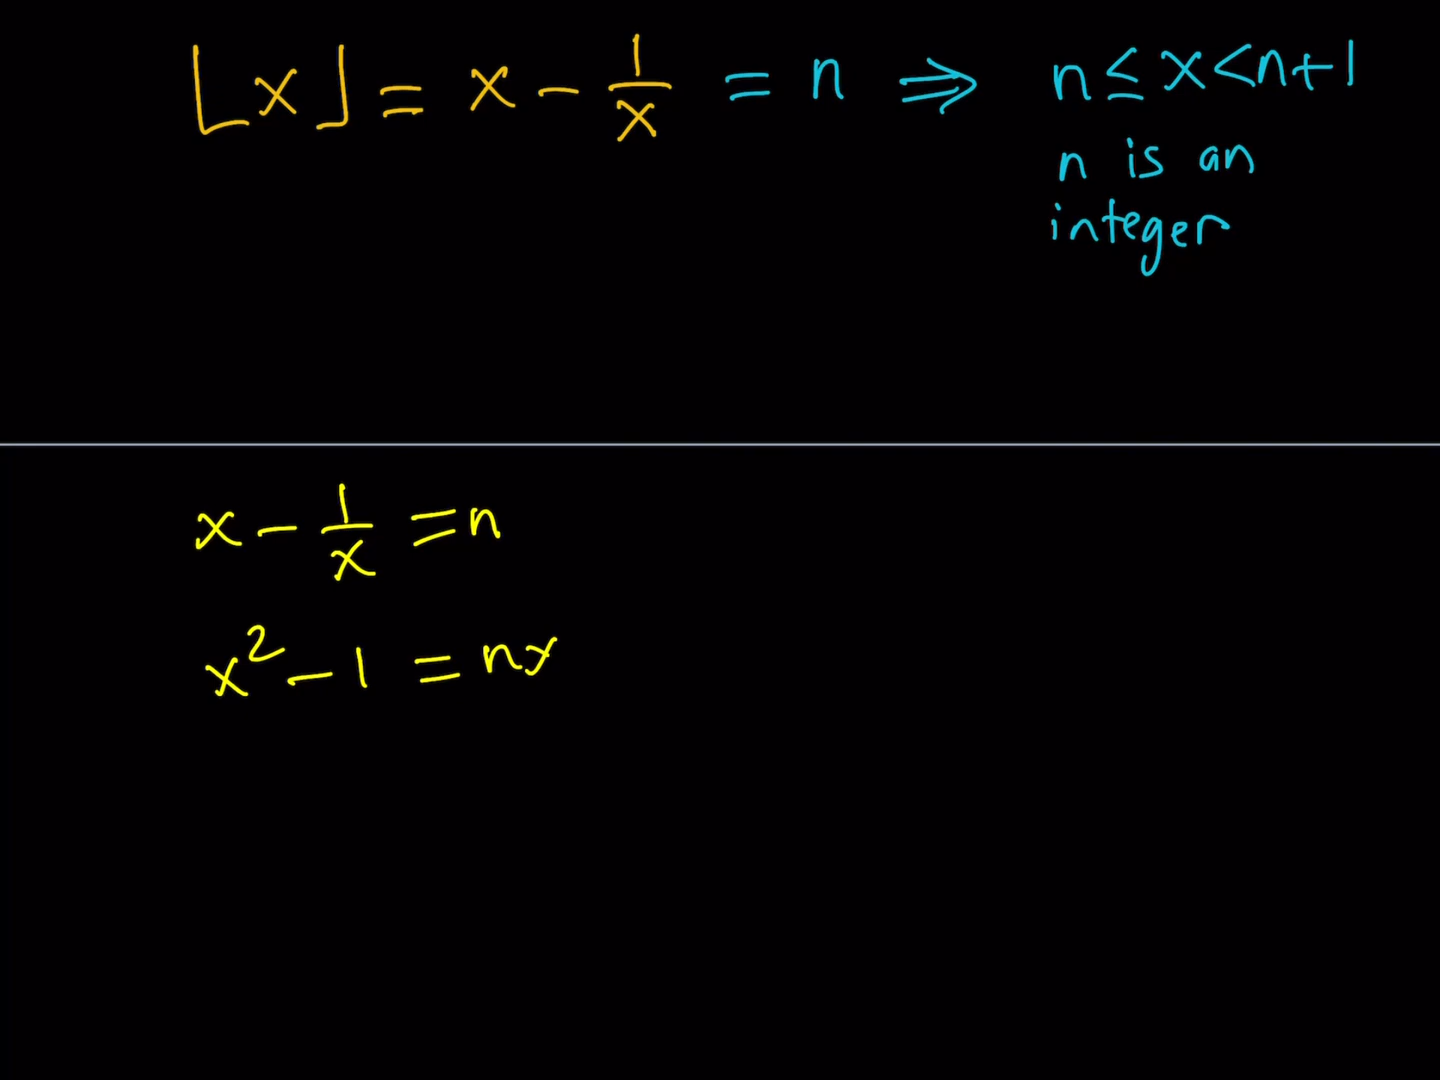 ⌊x⌋ = x - 1/x = n ⇒ n ≤ x < n+1
n is an
integer
x - 1/x = n
x² - 1 = nx